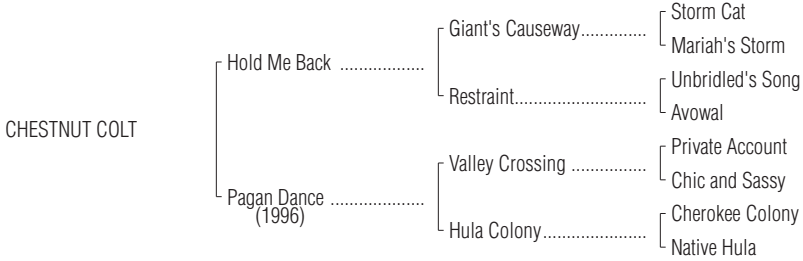 Storm Cat
Giant's Causeway..............
Mariah's Storm
Hold Me Back ..................
Unbridled's Song
Restraint............................
Avowal
CHESTNUT COLT
Private Account
Valley Crossing ................
Chic and Sassy
Pagan Dance ....................
(1996)
Cherokee Colony
Hula Colony......................
Native Hula